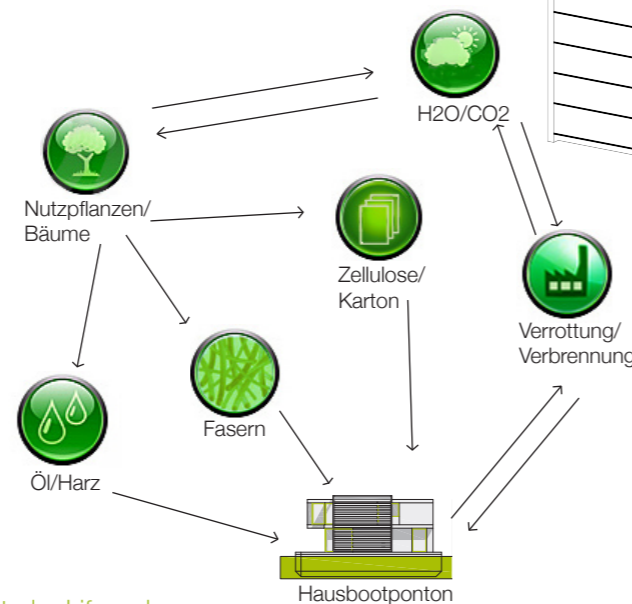 H2O/CO2
Nutzpflanzen/
Bäume
Zellulose/
Karton
Verrottung/
Verbrennung
Fasern
Öl/Harz
Hausbootponton